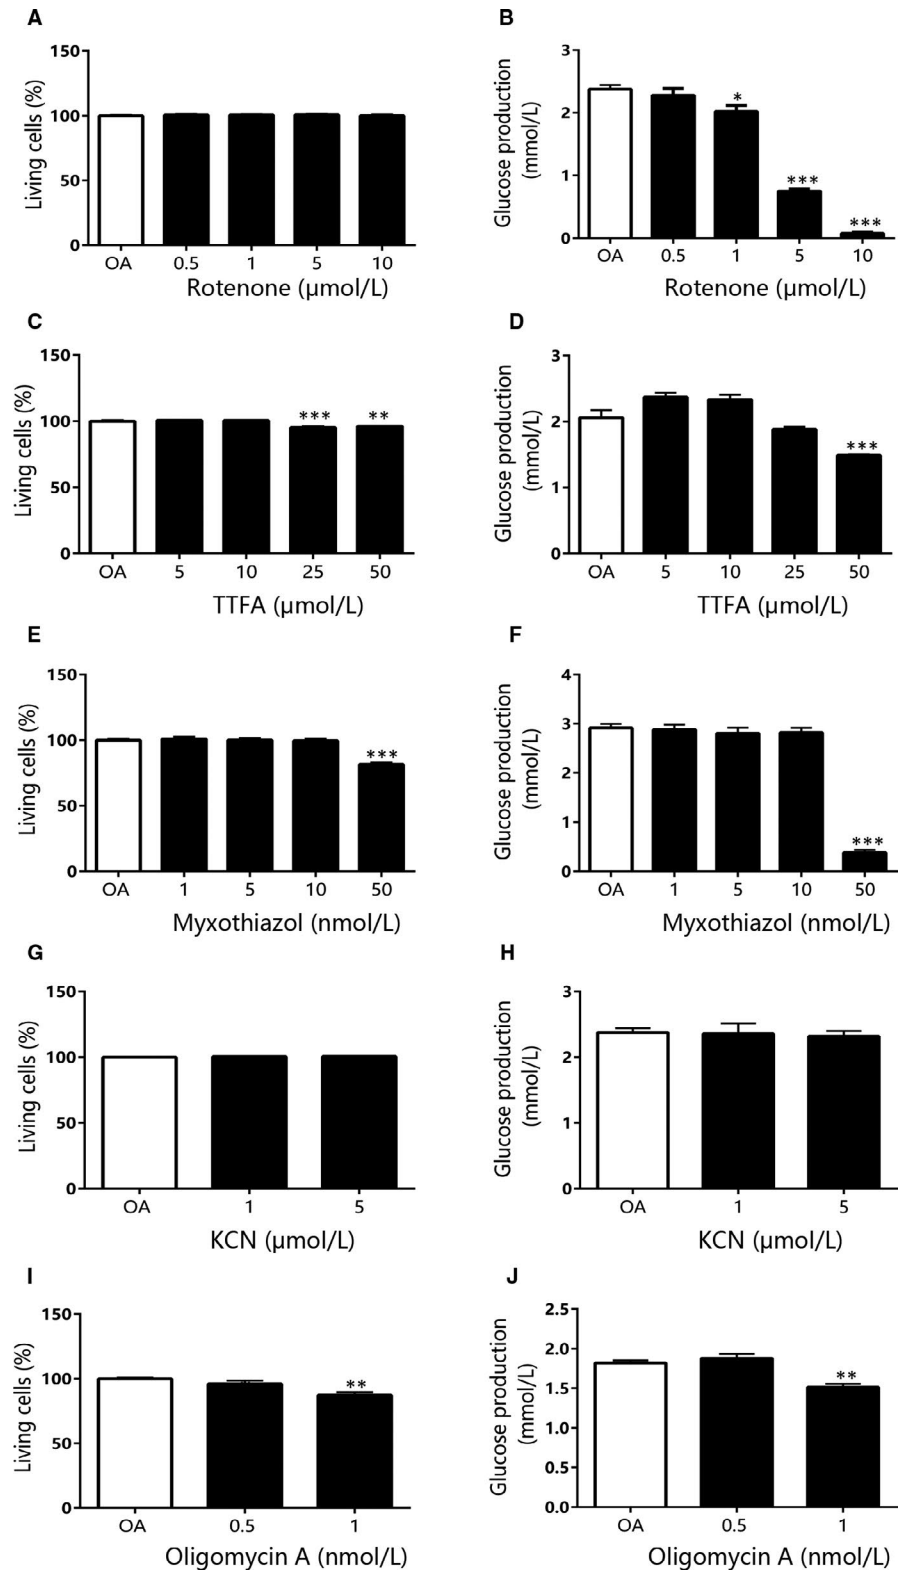 A
Living cells (%)
150
100
50
0
OA 0.5 1 5 10
Rotenone (µmol/L)
B
Glucose production
(mmol/L)
3
2
1
0
*
***
***
OA 0.5 1 5 10
Rotenone (µmol/L)
C
Living cells (%)
150
100
50
0
*** **
OA 5 10 25 50
TTFA (µmol/L)
D
Glucose production
(mmol/L)
3
2
1
0
***
OA 5 10 25 50
TTFA (µmol/L)
E
Living cells (%)
150
100
50
0
***
OA 1 5 10 50
Myxothiazol (nmol/L)
F
Glucose production
(mmol/L)
4
3
2
1
0
***
OA 1 5 10 50
Myxothiazol (nmol/L)
G
Living cells (%)
150
100
50
0
OA 1 5
KCN (µmol/L)
H
Glucose production
(mmol/L)
3
2
1
0
OA 1 5
KCN (µmol/L)
I
Living cells (%)
150
100
50
0
**
OA 0.5 1
Oligomycin A (nmol/L)
J
Glucose production
(mmol/L)
2.5
2.0
1.5
1.0
0.5
0.0
**
OA 0.5 1
Oligomycin A (nmol/L)